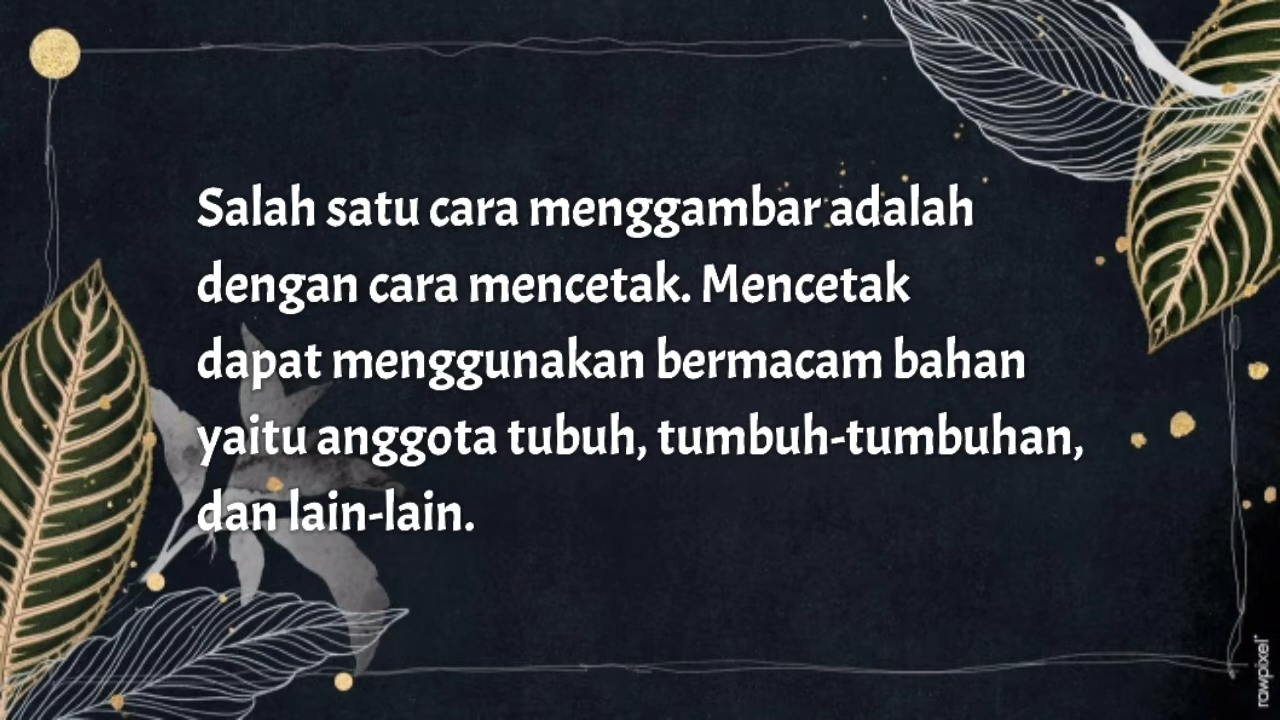 Salah satu cara menggambar adalah
dengan cara mencetak. Mencetak
dapat menggunakan bermacam bahan
yaitu anggota tubuh, tumbuh-tumbuhan,
dan lain-lain.
rawpixel